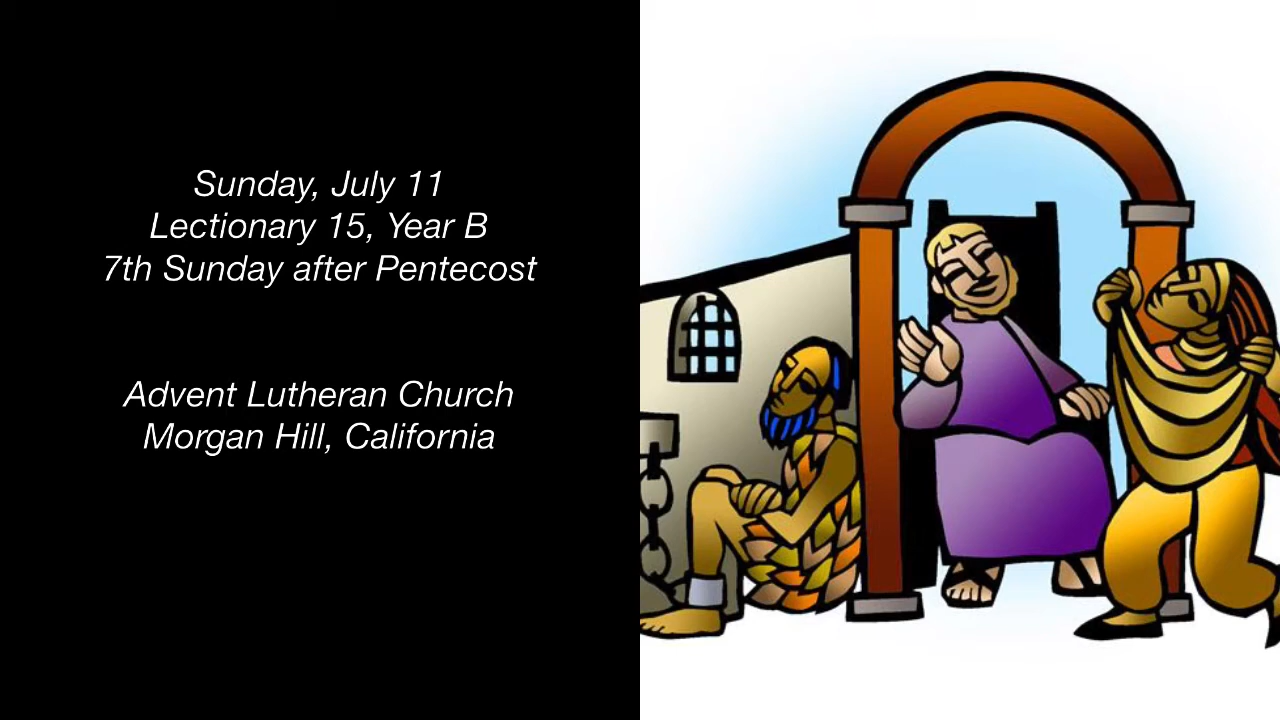 Sunday, July 11
Lectionary 15, Year B
7th Sunday after Pentecost
Advent Lutheran Church
Morgan Hill, California